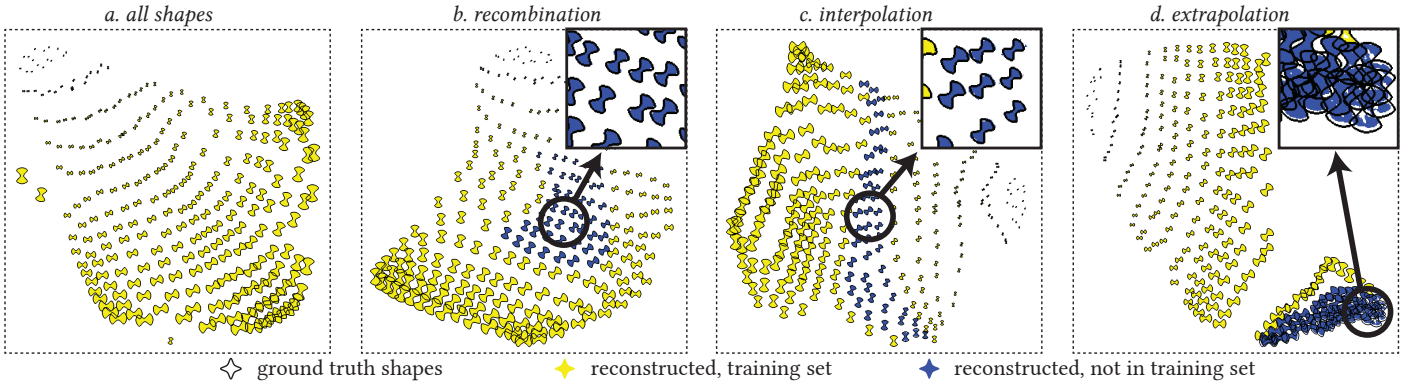 a. all shapes
b. recombination
c. interpolation
d. extrapolation
ground truth shapes
reconstructed, training set
reconstructed, not in training set